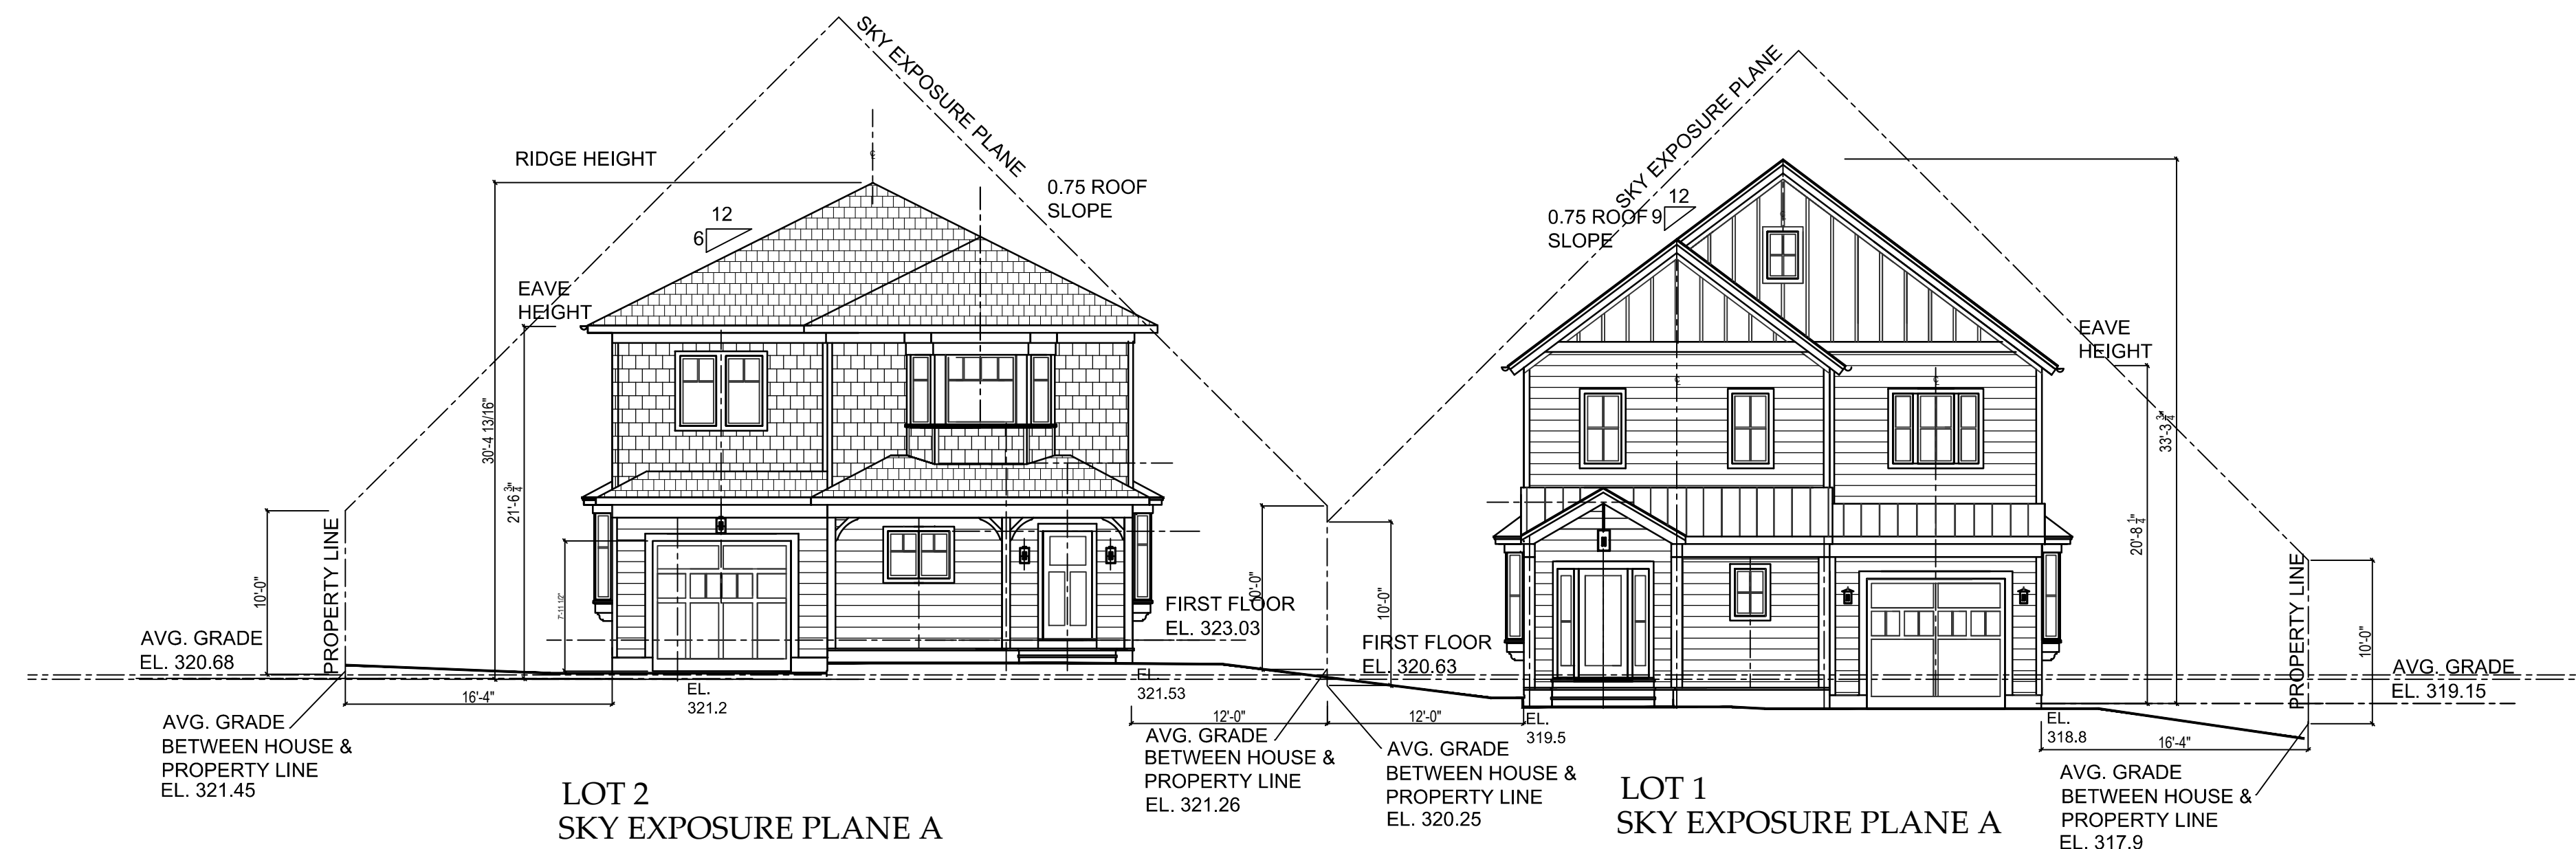 SKY EXPOSURE PLANE
RIDGE HEIGHT
0.75 ROOF
SLOPE
12
6
EAVE
HEIGHT
30'-4 13/16"
21'-6 3/4"
10'-0"
PROPERTY LINE
7'-11 1/2"
AVG. GRADE
EL. 320.68
16'-4"
EL.
321.2
AVG. GRADE
BETWEEN HOUSE &
PROPERTY LINE
EL. 321.45
FIRST FLOOR
EL. 323.03
EL.
321.53
10'-0"
12'-0"
AVG. GRADE
BETWEEN HOUSE &
PROPERTY LINE
EL. 321.26
LOT 2
SKY EXPOSURE PLANE A
SKY EXPOSURE PLANE
0.75 ROOF
SLOPE
12
9
EAVE
HEIGHT
33'-3 3/4"
20'-8 1/4"
10'-0"
FIRST FLOOR
EL. 320.63
12'-0"
EL.
319.5
AVG. GRADE
BETWEEN HOUSE &
PROPERTY LINE
EL. 320.25
PROPERTY LINE
10'-0"
AVG. GRADE
EL. 319.15
EL.
318.8
16'-4"
AVG. GRADE
BETWEEN HOUSE &
PROPERTY LINE
EL. 317.9
LOT 1
SKY EXPOSURE PLANE A